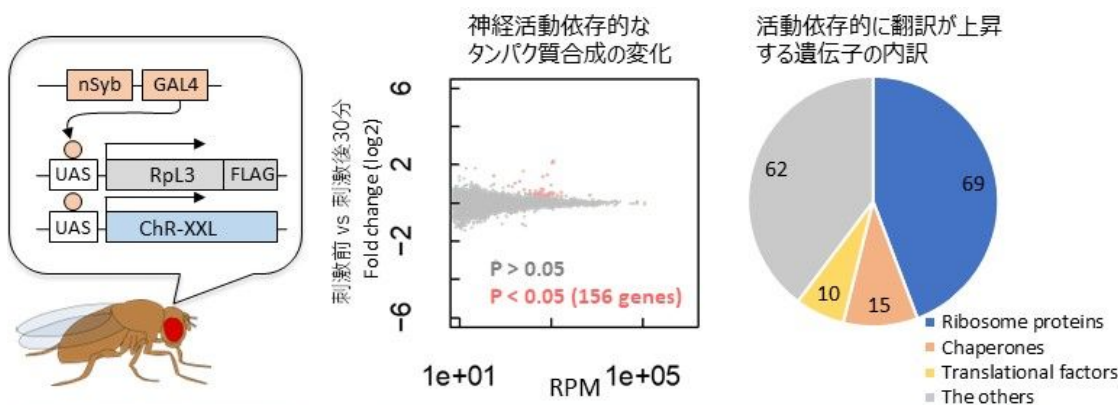 nSyb
GAL4
UAS
RpL3
FLAG
UAS
ChR-XXL
神経活動依存的な
タンパク質合成の変化
刺激前 vs 刺激後30分
Foldchange (log2)
6
2
-2
-6
P > 0.05
P < 0.05 (156 genes)
1e+01
RPM
1e+05
活動依存的に翻訳が上昇
する遺伝子の内訳
62
69
10
15
Ribosome proteins
Chaperones
Translational factors
The others